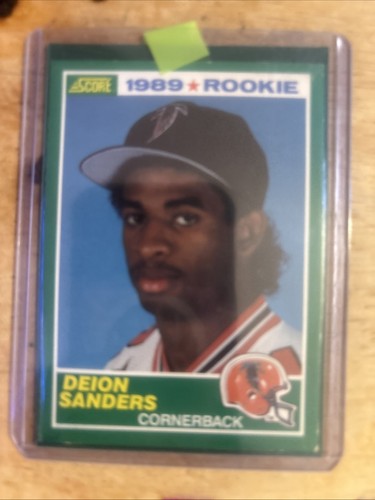 SCORE 1989 ★ ROOKIE
DEION
SANDERS
CORNERBACK